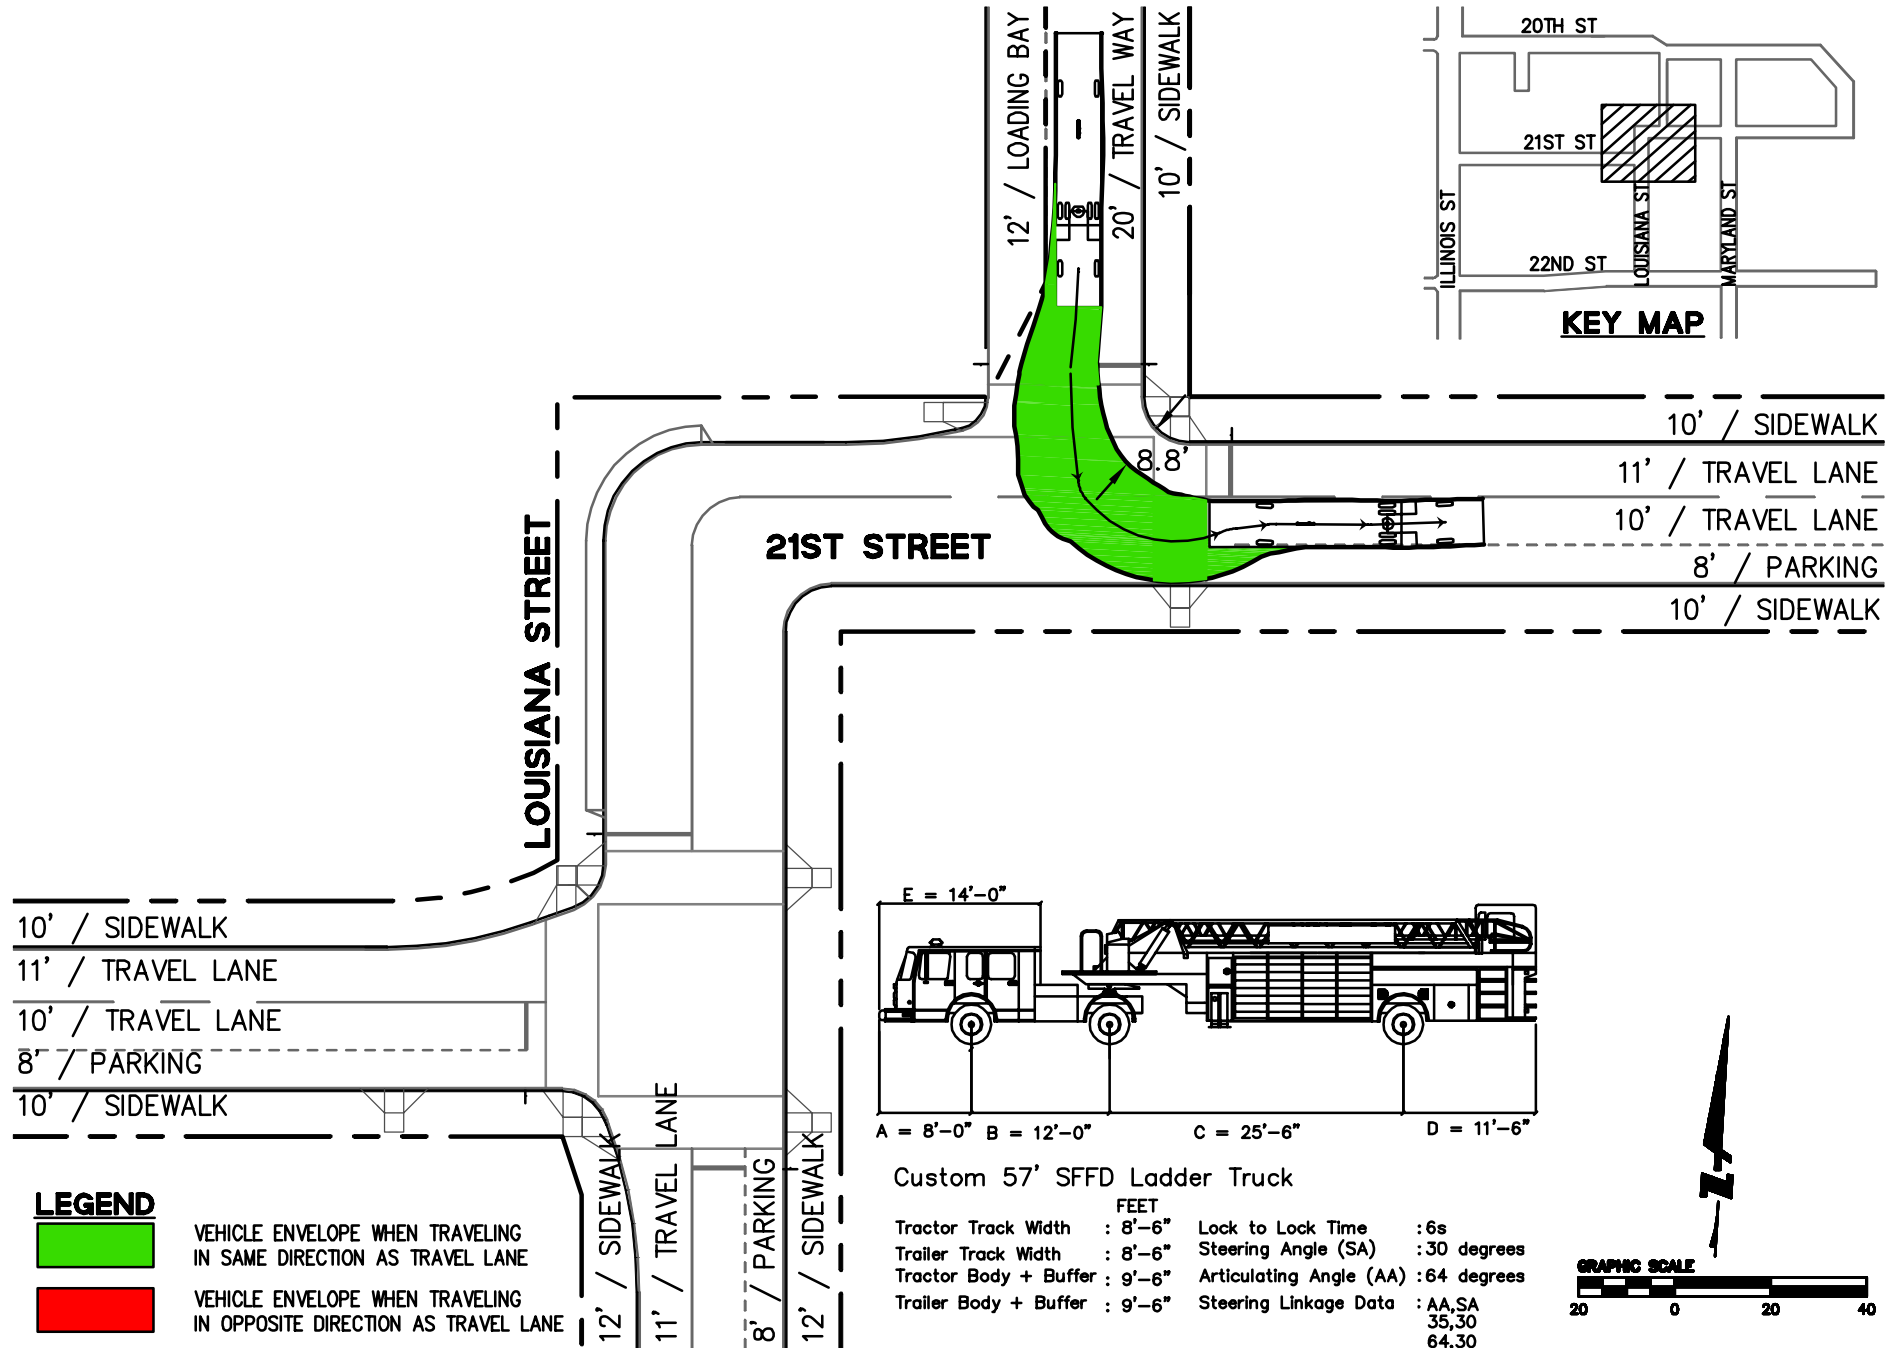 12' / LOADING BAY
20' / TRAVEL WAY
10' / SIDEWALK
20TH ST
21ST ST
22ND ST
ILLINOIS ST
LOUISIANA ST
MARYLAND ST
KEY MAP
10' / SIDEWALK
11' / TRAVEL LANE
10' / TRAVEL LANE
8' / PARKING
10' / SIDEWALK
8.8'
21ST STREET
LOUISIANA STREET
10' / SIDEWALK
11' / TRAVEL LANE
10' / TRAVEL LANE
8' / PARKING
10' / SIDEWALK
12' / SIDEWALK
11' / TRAVEL LANE
8' / PARKING
12' / SIDEWALK
E = 14'-0"
A = 8'-0"
B = 12'-0"
C = 25'-6"
D = 11'-6"
Custom 57' SFFD Ladder Truck
FEET
Tractor Track Width : 8'-6" Lock to Lock Time : 6s
Trailer Track Width : 8'-6" Steering Angle (SA) : 30 degrees
Tractor Body + Buffer : 9'-6" Articulating Angle (AA) : 64 degrees
Trailer Body + Buffer : 9'-6" Steering Linkage Data : AA,SA
35,30
64,30
LEGEND
VEHICLE ENVELOPE WHEN TRAVELING
IN SAME DIRECTION AS TRAVEL LANE
VEHICLE ENVELOPE WHEN TRAVELING
IN OPPOSITE DIRECTION AS TRAVEL LANE
N
GRAPHIC SCALE
20 0 20 40